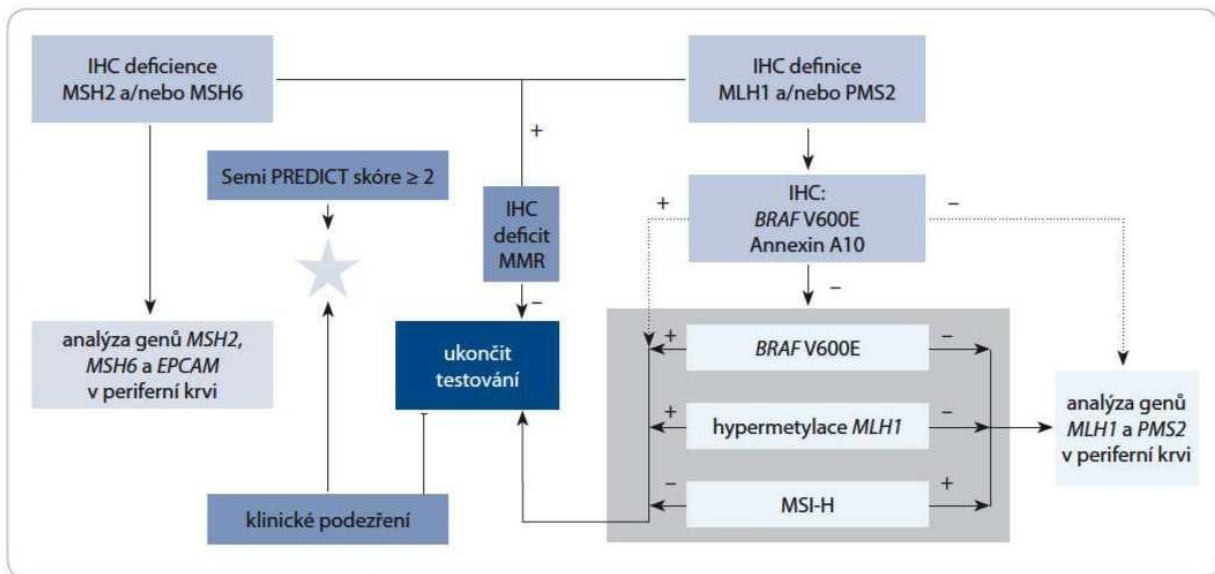 IHC deficience
MSH2 a/nebo MSH6
IHC definice
MLH1 a/nebo PMS2
+
Semi PREDICT skóre ≥ 2
IHC
deficit
MMR
–
+
IHC:
BRAF V600E
Annexin A10
–
–
analýza genů MSH2,
MSH6 a EPCAM
v periferní krvi
ukončit
testování
+
BRAF V600E
–
+
hypermetylace MLH1
–
–
MSI-H
+
analýza genů
MLH1 a PMS2
v periferní krvi
klinické podezření